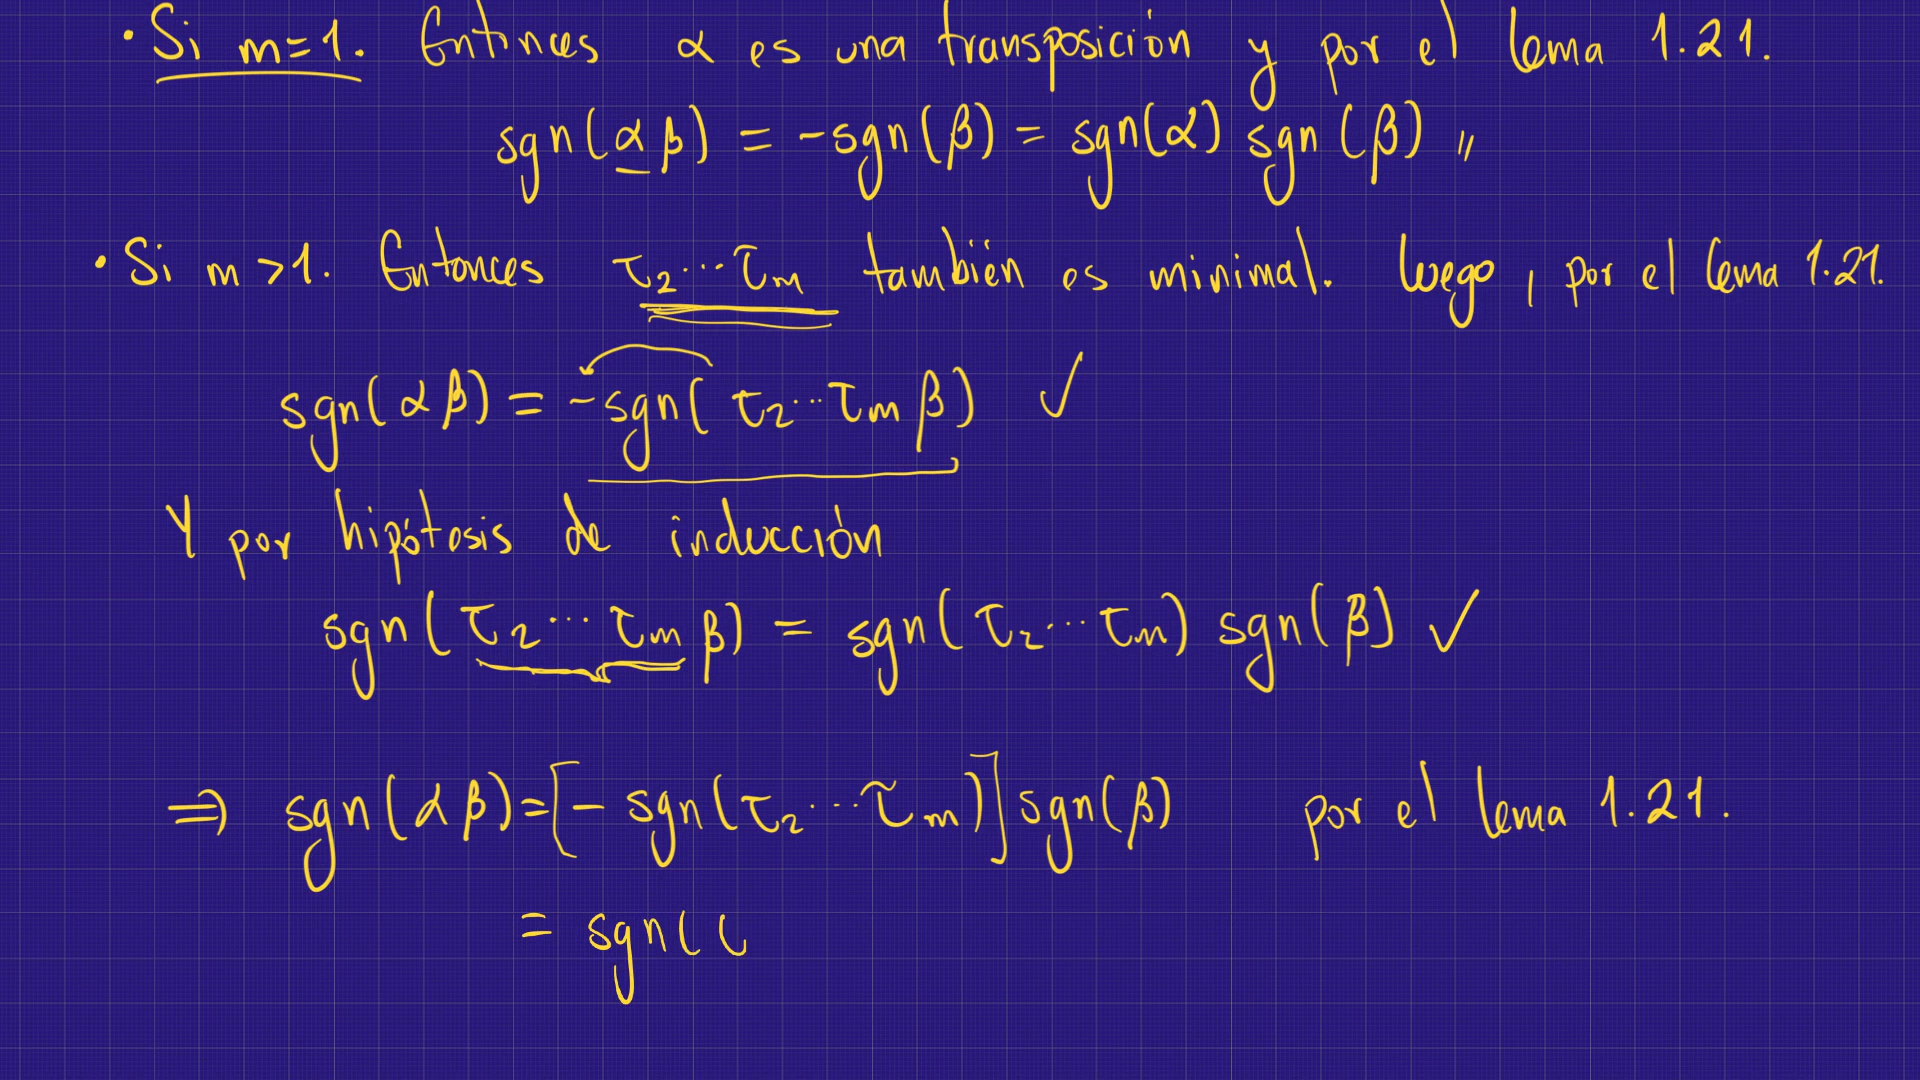 • Si m=1. Entonces α es una transposición y por el lema 1.21.
sgn(αβ) = -sgn(β) = sgn(α) sgn(β) //
• Si m>1. Entonces τ₂···τₘ también es minimal. Luego, por el lema 1.21.
sgn(αβ) = -sgn(τ₂···τₘ β) ✓
Y por hipótesis de inducción
sgn(τ₂···τₘ β) = sgn(τ₂···τₘ) sgn(β) ✓
⇒ sgn(αβ) = [- sgn(τ₂···τₘ)] sgn(β) por el lema 1.21.
= sgn(